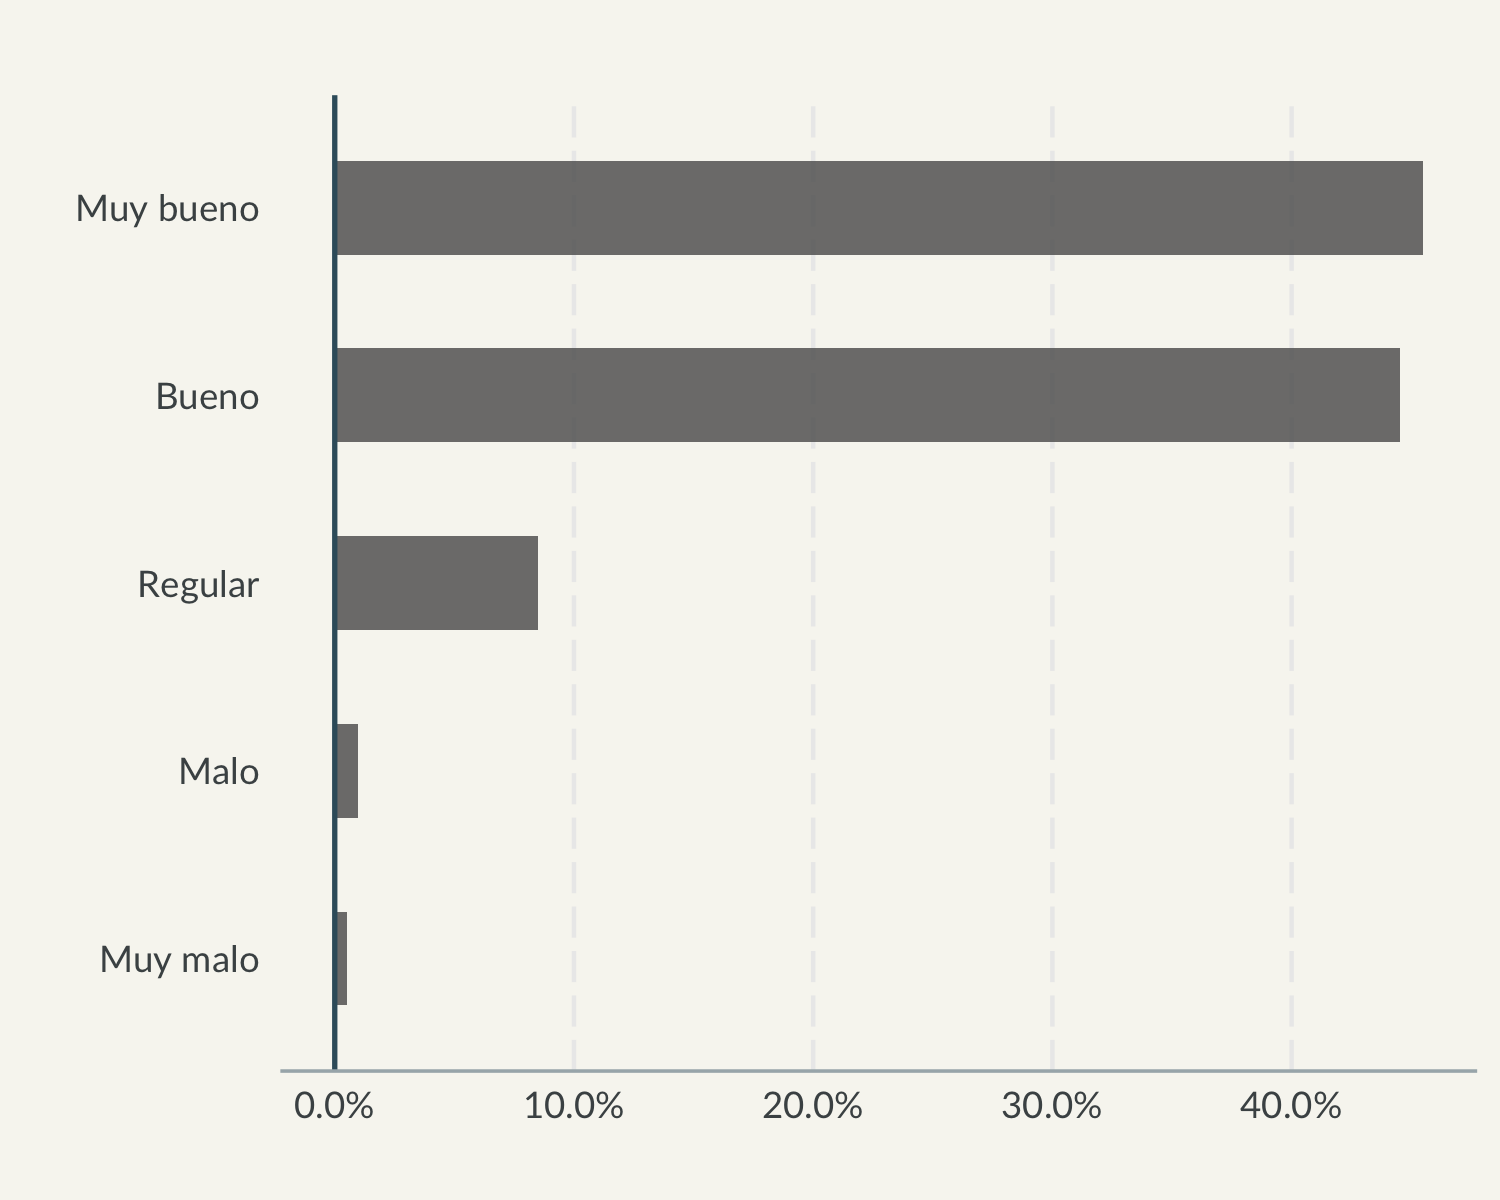 Muy bueno
Bueno
Regular
Malo
Muy malo
0.0% 10.0% 20.0% 30.0% 40.0%